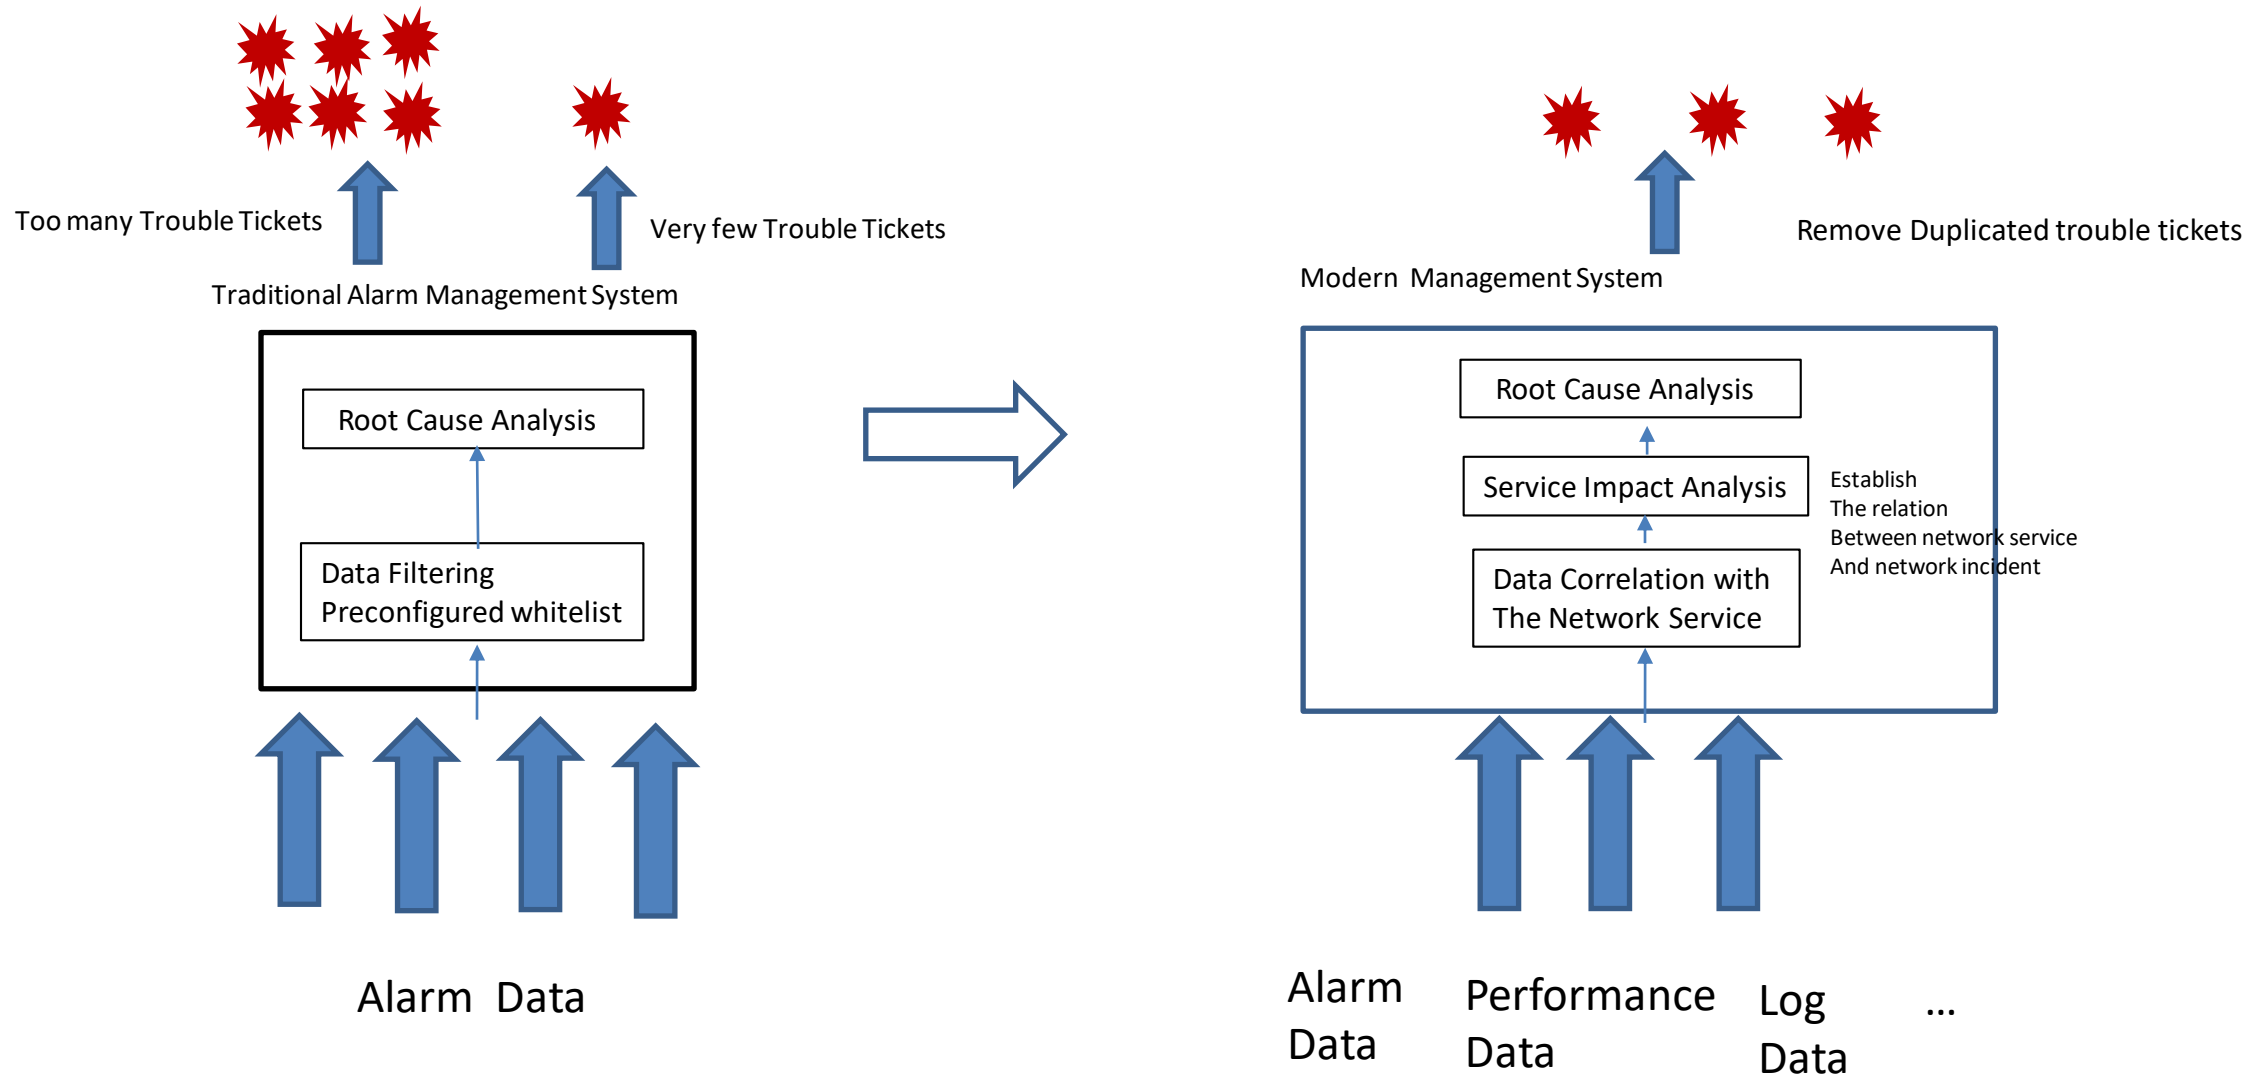 Too many Trouble Tickets
Very few Trouble Tickets
Traditional Alarm Management System
Root Cause Analysis
Data Filtering
Preconfigured whitelist
Alarm Data
Remove Duplicated trouble tickets
Modern Management System
Root Cause Analysis
Service Impact Analysis
Establish
The relation
Between network service
And network incident
Data Correlation with
The Network Service
Alarm
Data
Performance
Data
Log
Data
...